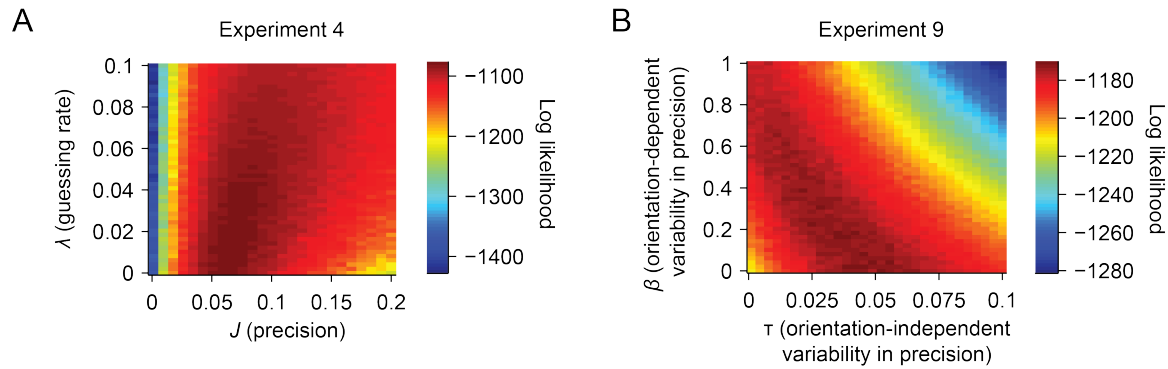 A
Experiment 4
λ (guessing rate)
0.1
0.08
0.06
0.04
0.02
0
0 0.05 0.1 0.15 0.2
J (precision)
−1100
−1200
−1300
−1400
Log likelihood
B
Experiment 9
β (orientation-dependent
variability in precision)
1
0.8
0.6
0.4
0.2
0
0 0.025 0.05 0.075 0.1
τ (orientation-independent
variability in precision)
−1180
−1200
−1220
−1240
−1260
−1280
Log likelihood